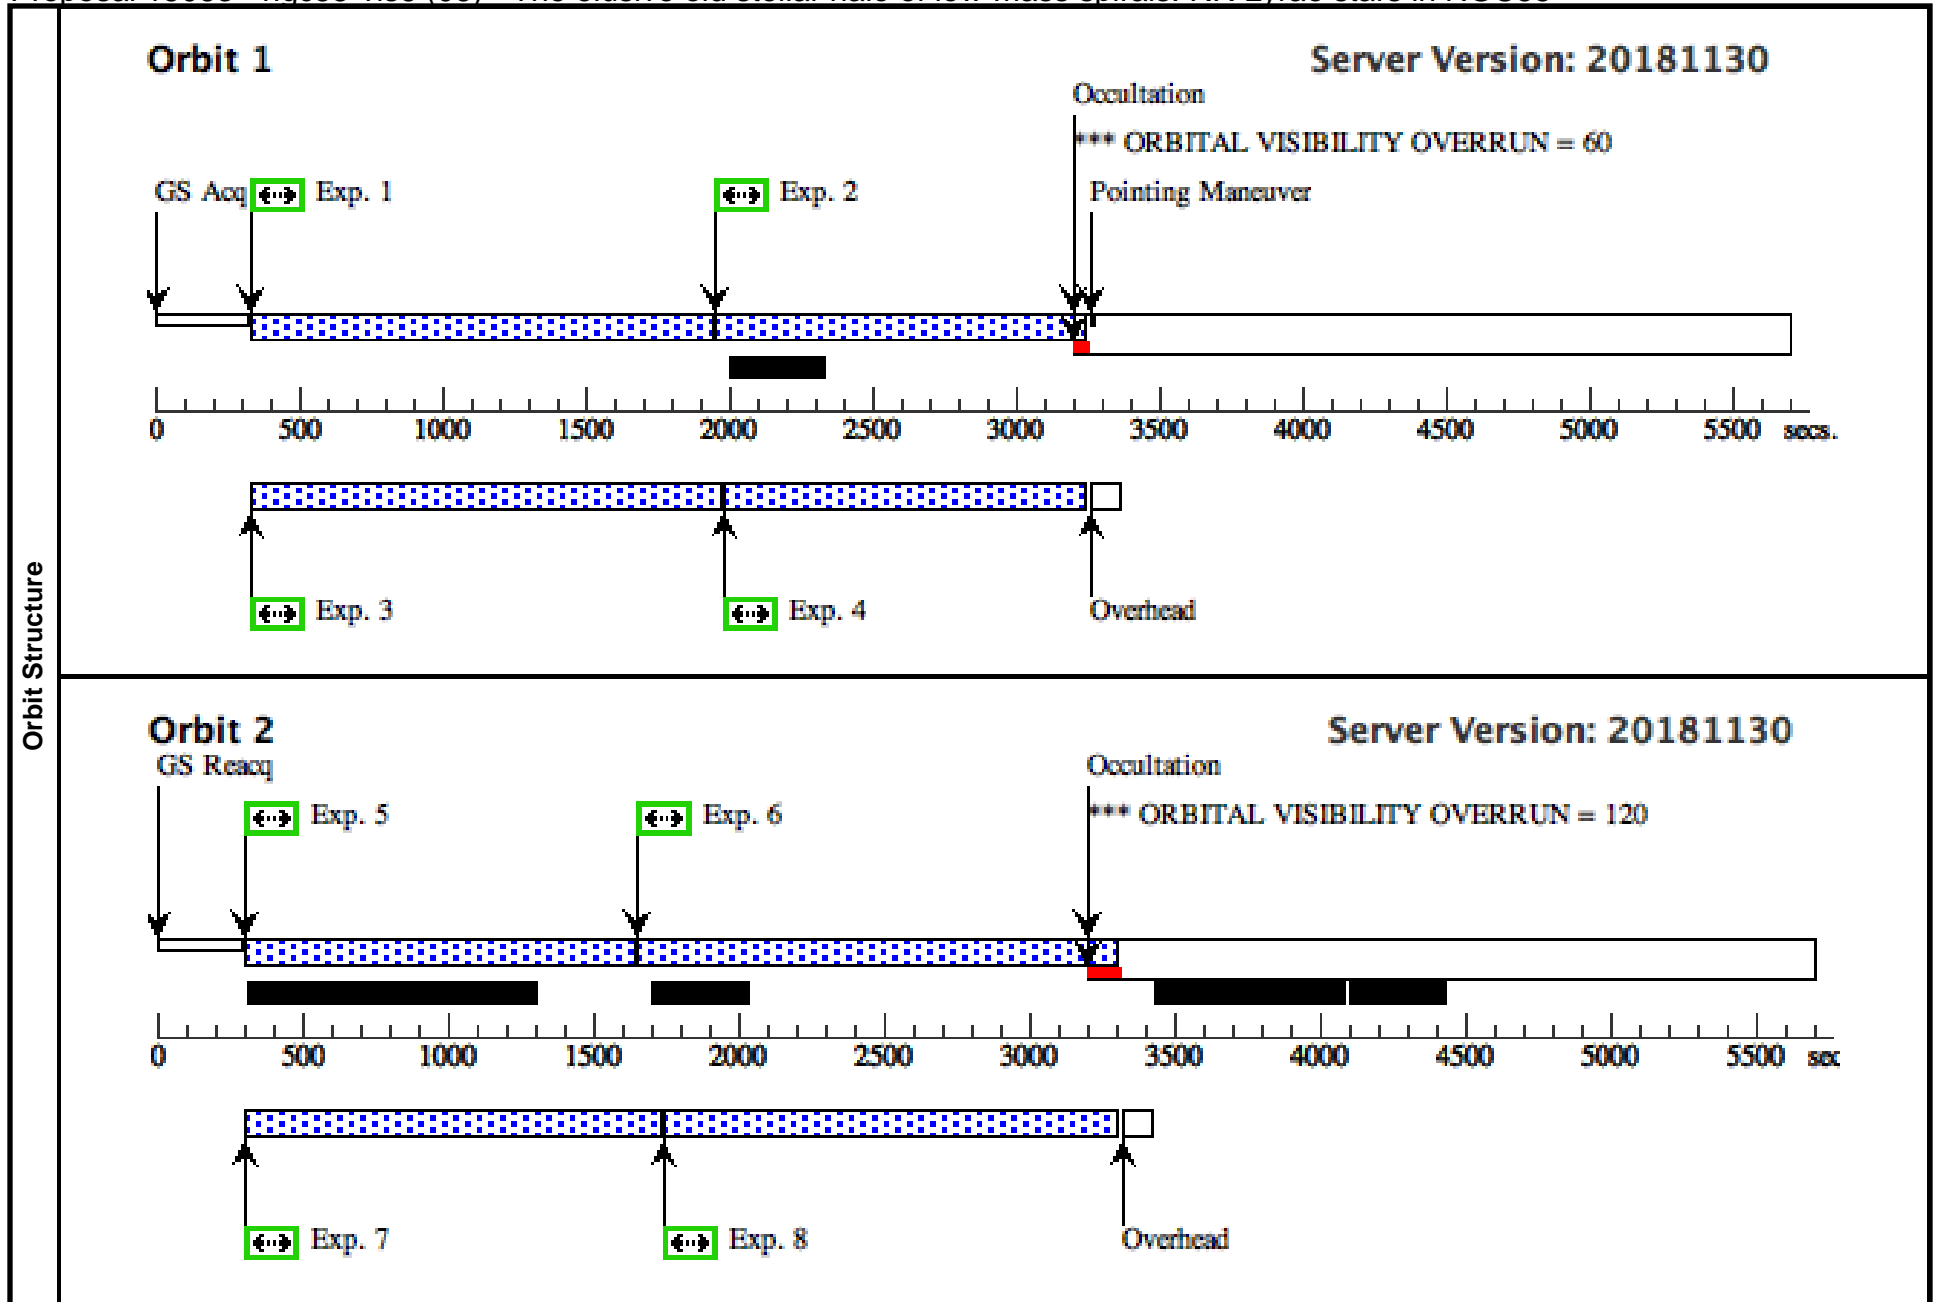 Orbit Structure
Orbit 1
Server Version: 20181130
Occultation
*** ORBITAL VISIBILITY OVERRUN = 60
GS Acq
Exp. 1
Exp. 2
Pointing Maneuver
0 500 1000 1500 2000 2500 3000 3500 4000 4500 5000 5500 secs.
Exp. 3
Exp. 4
Overhead
Orbit 2
Server Version: 20181130
GS Reacq
Occultation
Exp. 5
Exp. 6
*** ORBITAL VISIBILITY OVERRUN = 120
0 500 1000 1500 2000 2500 3000 3500 4000 4500 5000 5500 sec
Exp. 7
Exp. 8
Overhead